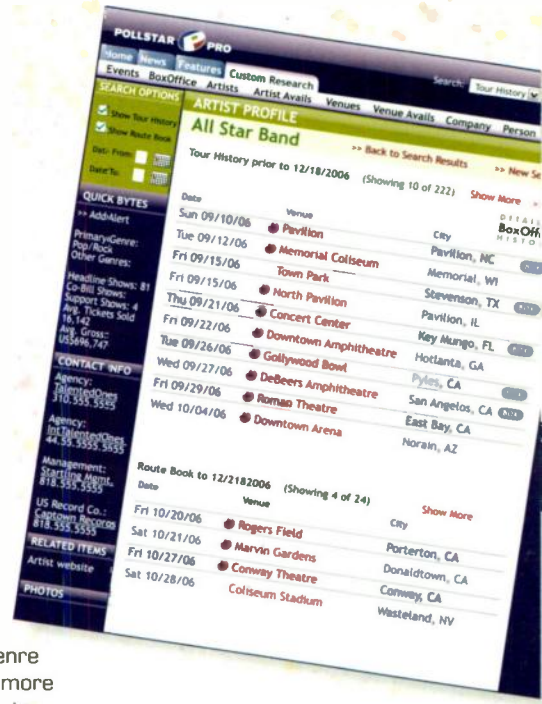 POLLSTAR PRO
Home News Features Custom Research
Search: Tour History
Events BoxOffice Artists Artist Avails Venues Venue Avails Company Person
SEARCH OPTIONS
Show Tour History
Show Route Book
Date From:
Date To:
QUICK BYTES
>> Add Alert
Primary Genre:
Pop/Rock
Other Genres:
Headline Shows: 81
Co-Bill Shows:
Support Shows: 4
Avg. Tickets Sold
16,142
Avg. Gross:
US$696,747
CONTACT INFO
Agency:
TalentedOnes
310.555.5555
Agency:
IntTalentedOnes
44.55.5555.5555
Management:
Startling Mgmt.
818.555.5555
US Record Co.:
Captown Records
818.555.5555
RELATED ITEMS
Artist website
PHOTOS
ARTIST PROFILE
All Star Band
>> Back to Search Results >> New Se
Tour History prior to 12/18/2006 (Showing 10 of 222) Show More
DETAIL
BoxOffi
HISTO
Date Venue City
Sun 09/10/06 Pavilion Pavilion, NC
Tue 09/12/06 Memorial Coliseum Memorial, WI
Fri 09/15/06 Town Park Stevenson, TX
Fri 09/15/06 North Pavilion Pavilion, IL
Thu 09/21/06 Concert Center Key Mungo, FL
Fri 09/22/06 Downtown Amphitheatre Hotlanta, GA
Tue 09/26/06 Gollywood Bowl Pyles, CA
Wed 09/27/06 DeBeers Amphitheatre San Angelos, CA
Fri 09/29/06 Roman Theatre East Bay, CA
Wed 10/04/06 Downtown Arena Norain, AZ
Route Book to 12/2182006 (Showing 4 of 24) Show More
Date Venue City
Fri 10/20/06 Rogers Field Porterton, CA
Sat 10/21/06 Marvin Gardens Donaldtown, CA
Fri 10/27/06 Conway Theatre Conway, CA
Sat 10/28/06 Coliseum Stadium Wasteland, NV
enre
more